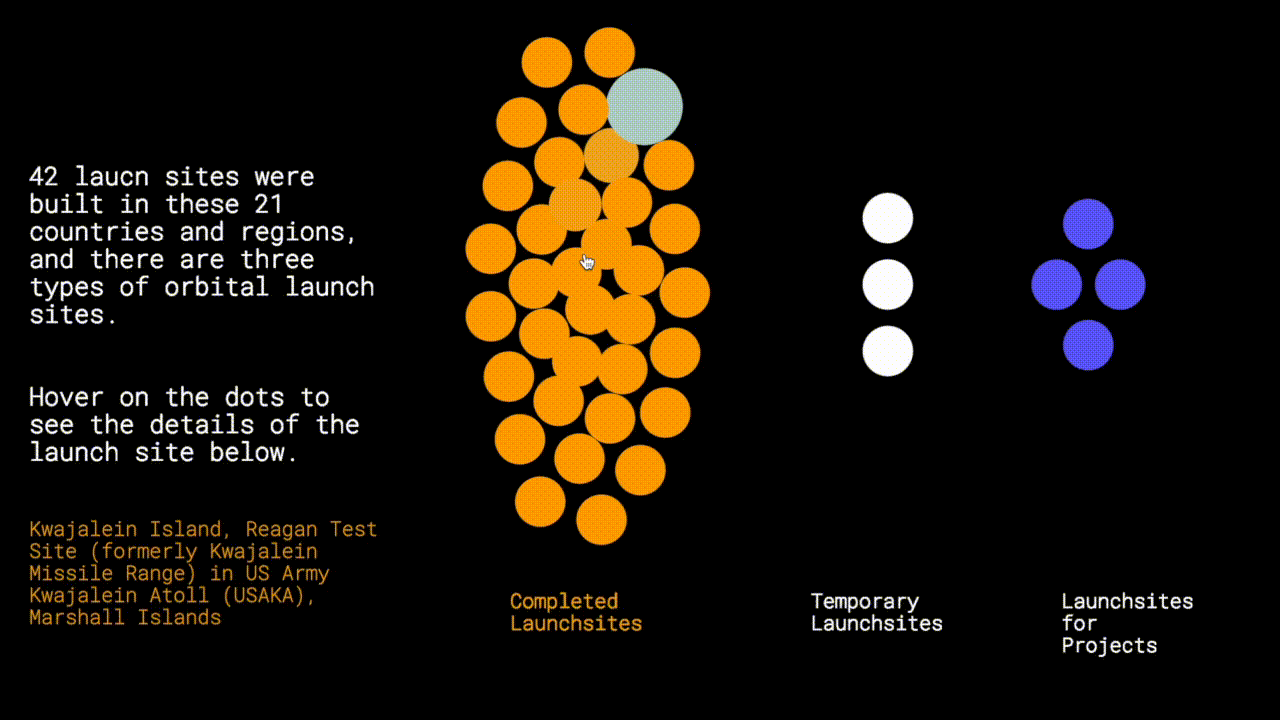 42 laucn sites were
built in these 21
countries and regions,
and there are three
types of orbital launch
sites.
Hover on the dots to
see the details of the
launch site below.
Kwajalein Island, Reagan Test
Site (formerly Kwajalein
Missile Range) in US Army
Kwajalein Atoll (USAKA),
Marshall Islands
Completed
Launchsites
Temporary
Launchsites
Launchsites
for
Projects